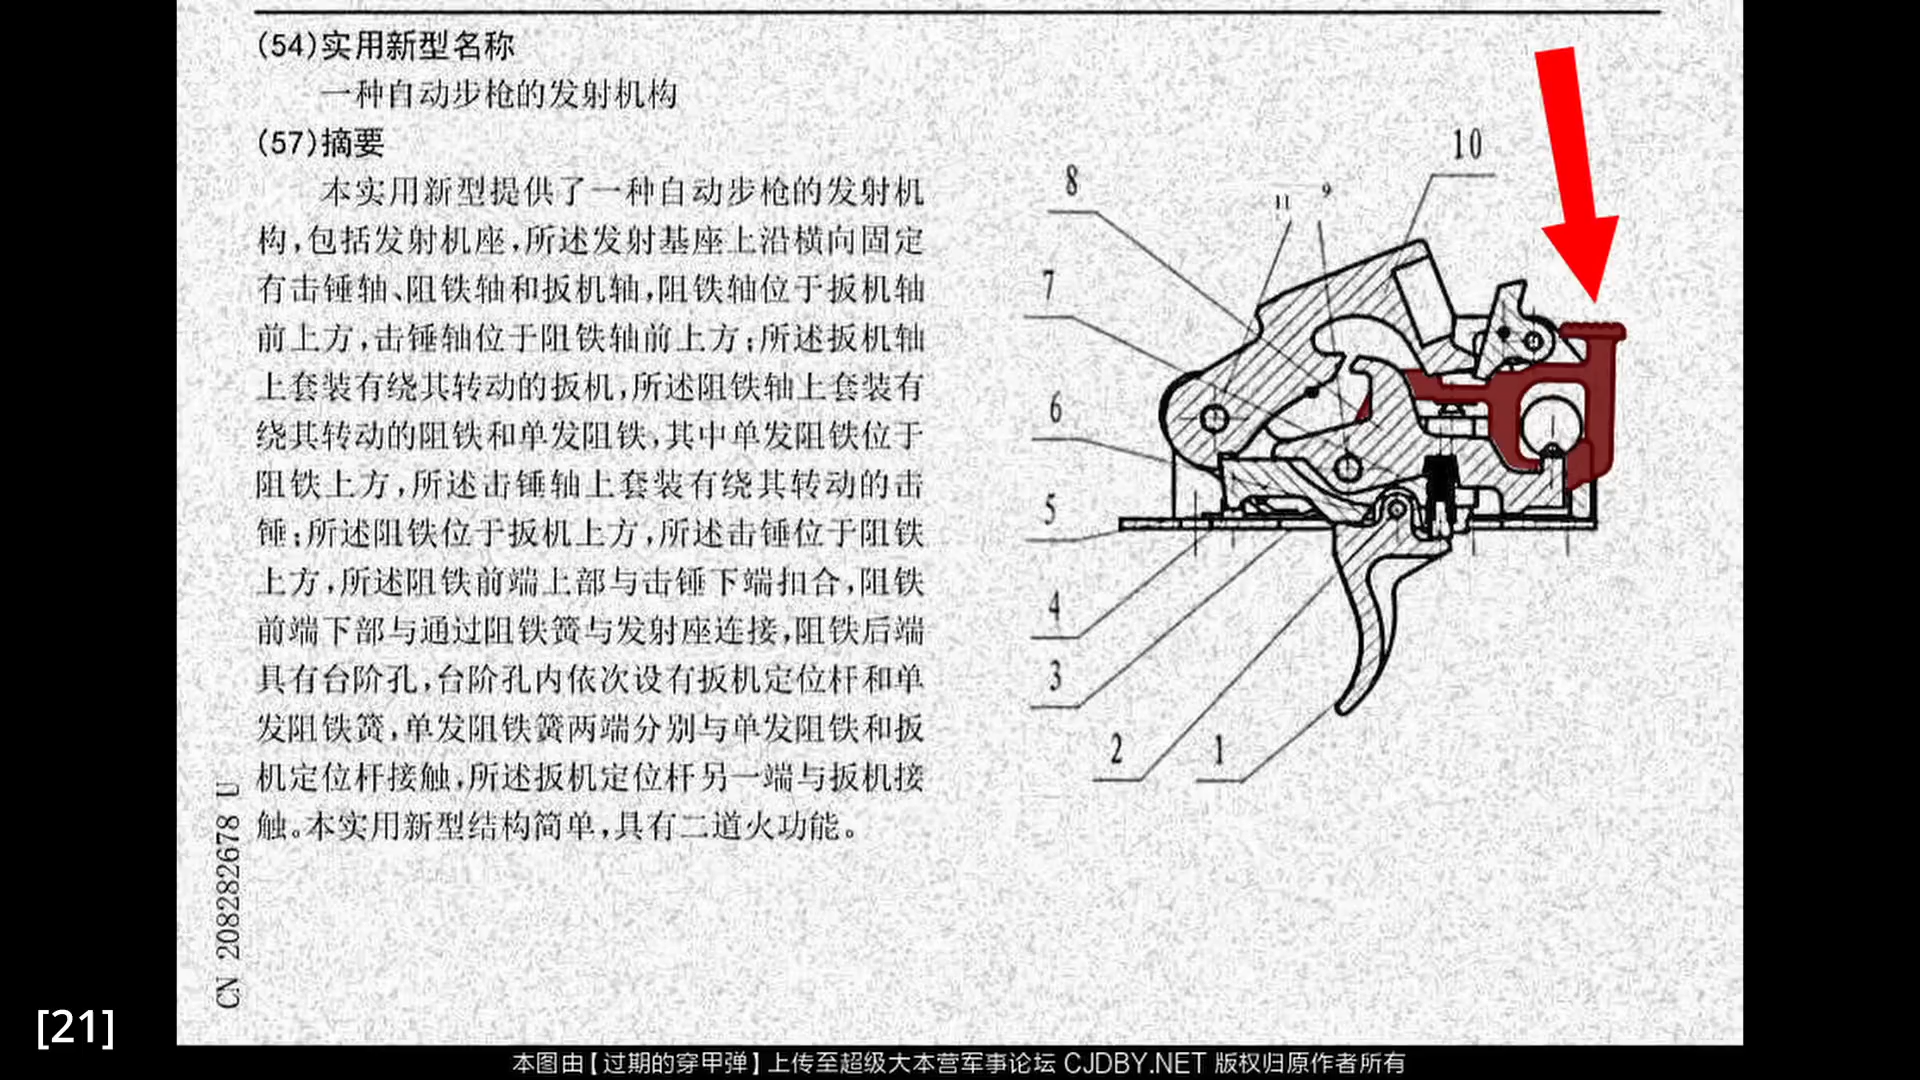 (54)实用新型名称
一种自动步枪的发射机构
(57)摘要
本实用新型提供了一种自动步枪的发射机
构,包括发射机座,所述发射基座上沿横向固定
有击锤轴、阻铁轴和扳机轴,阻铁轴位于扳机轴
前上方,击锤轴位于阻铁轴前上方;所述扳机轴
上套装有绕其转动的扳机,所述阻铁轴上套装有
绕其转动的阻铁和单发阻铁,其中单发阻铁位于
阻铁上方,所述击锤轴上套装有绕其转动的击
锤;所述阻铁位于扳机上方,所述击锤位于阻铁
上方,所述阻铁前端上部与击锤下端扣合,阻铁
前端下部与通过阻铁簧与发射座连接,阻铁后端
具有台阶孔,台阶孔内依次设有扳机定位杆和单
发阻铁簧,单发阻铁簧两端分别与单发阻铁和扳
机定位杆接触,所述扳机定位杆另一端与扳机接
触。本实用新型结构简单,具有二道火功能。
CN 208282678 U
10
8
11
9
7
6
5
4
3
2
1
[21]
本图由【过期的穿甲弹】上传至超级大本营军事论坛 CJDBY.NET 版权归原作者所有